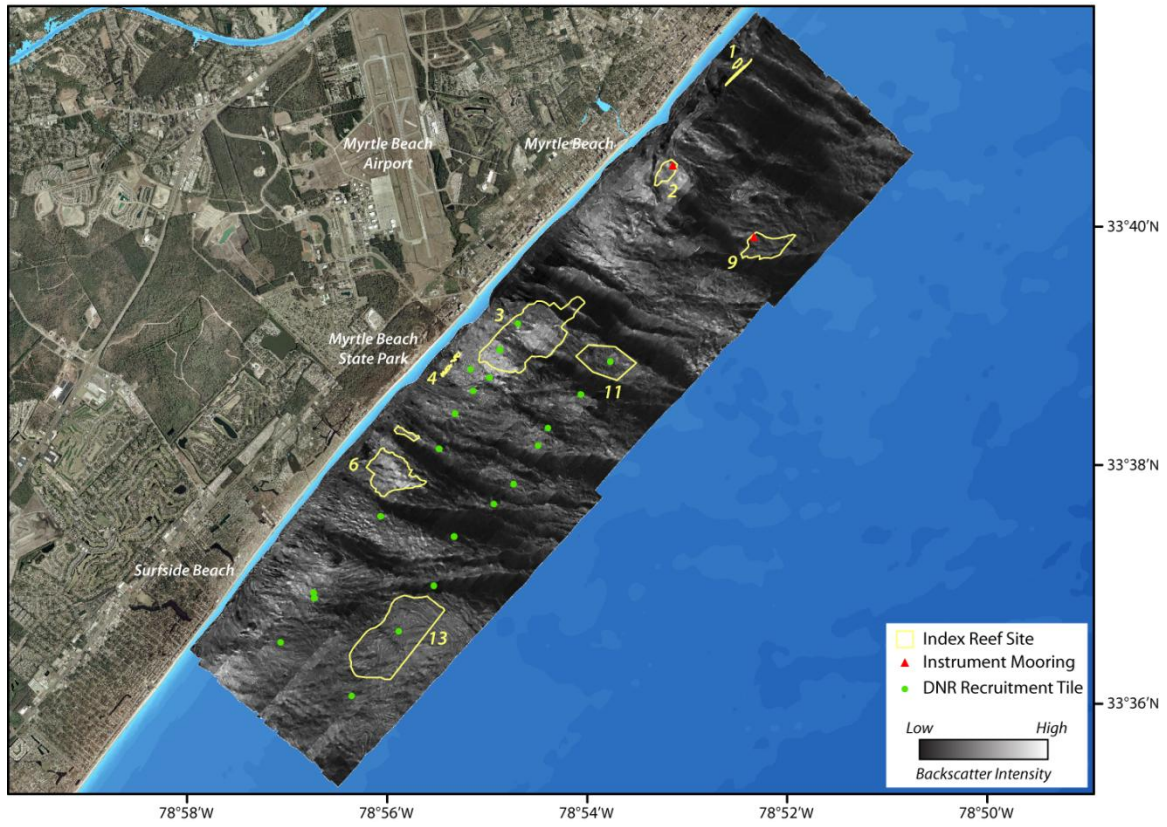 1
Myrtle Beach
Airport
Myrtle Beach
2
33°40'N
9
3
Myrtle Beach
State Park
4
11
6
33°38'N
Surfside Beach
13
Index Reef Site
Instrument Mooring
DNR Recruitment Tile
33°36'N
Low
High
Backscatter Intensity
78°58'W
78°56'W
78°54'W
78°52'W
78°50'W